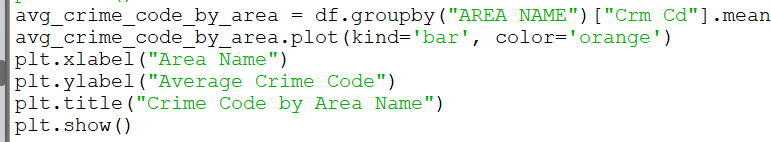 avg_crime_code_by_area = df.groupby("AREA NAME")["Crm Cd"].mean
avg_crime_code_by_area.plot(kind='bar', color='orange')
plt.xlabel("Area Name")
plt.ylabel("Average Crime Code")
plt.title("Crime Code by Area Name")
plt.show()